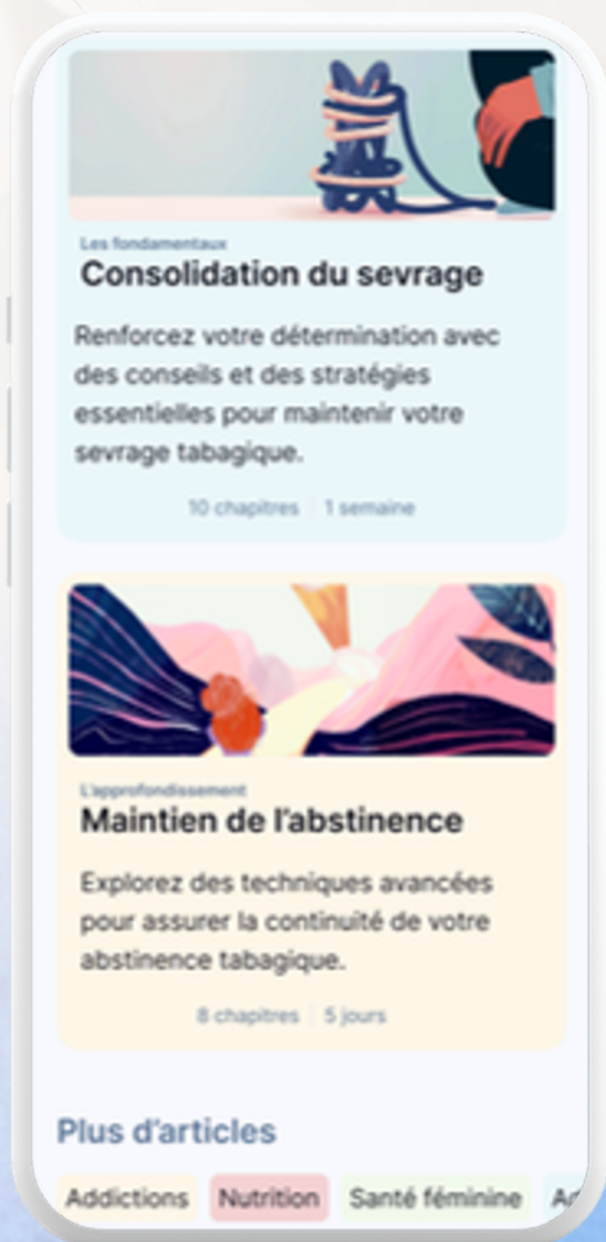 Les fondamentaux
Consolidation du sevrage
Renforcez votre détermination avec
des conseils et des stratégies
essentielles pour maintenir votre
sevrage tabagique.
10 chapitres | 1 semaine
L'approfondissement
Maintien de l'abstinence
Explorez des techniques avancées
pour assurer la continuité de votre
abstinence tabagique.
8 chapitres | 5 jours
Plus d'articles
Addictions Nutrition Santé féminine